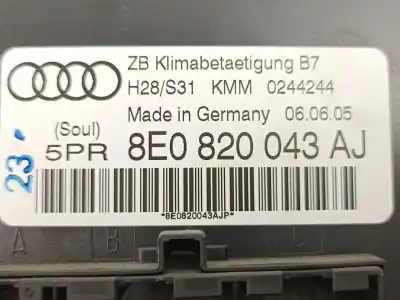 ZB Klimabetaetigung B7
H28/S31 KMM 0244244
Made in Germany 06.06.05
(Soul)
5PR 8E0 820 043 AJ
23
*8E0820043AJP*
A B C